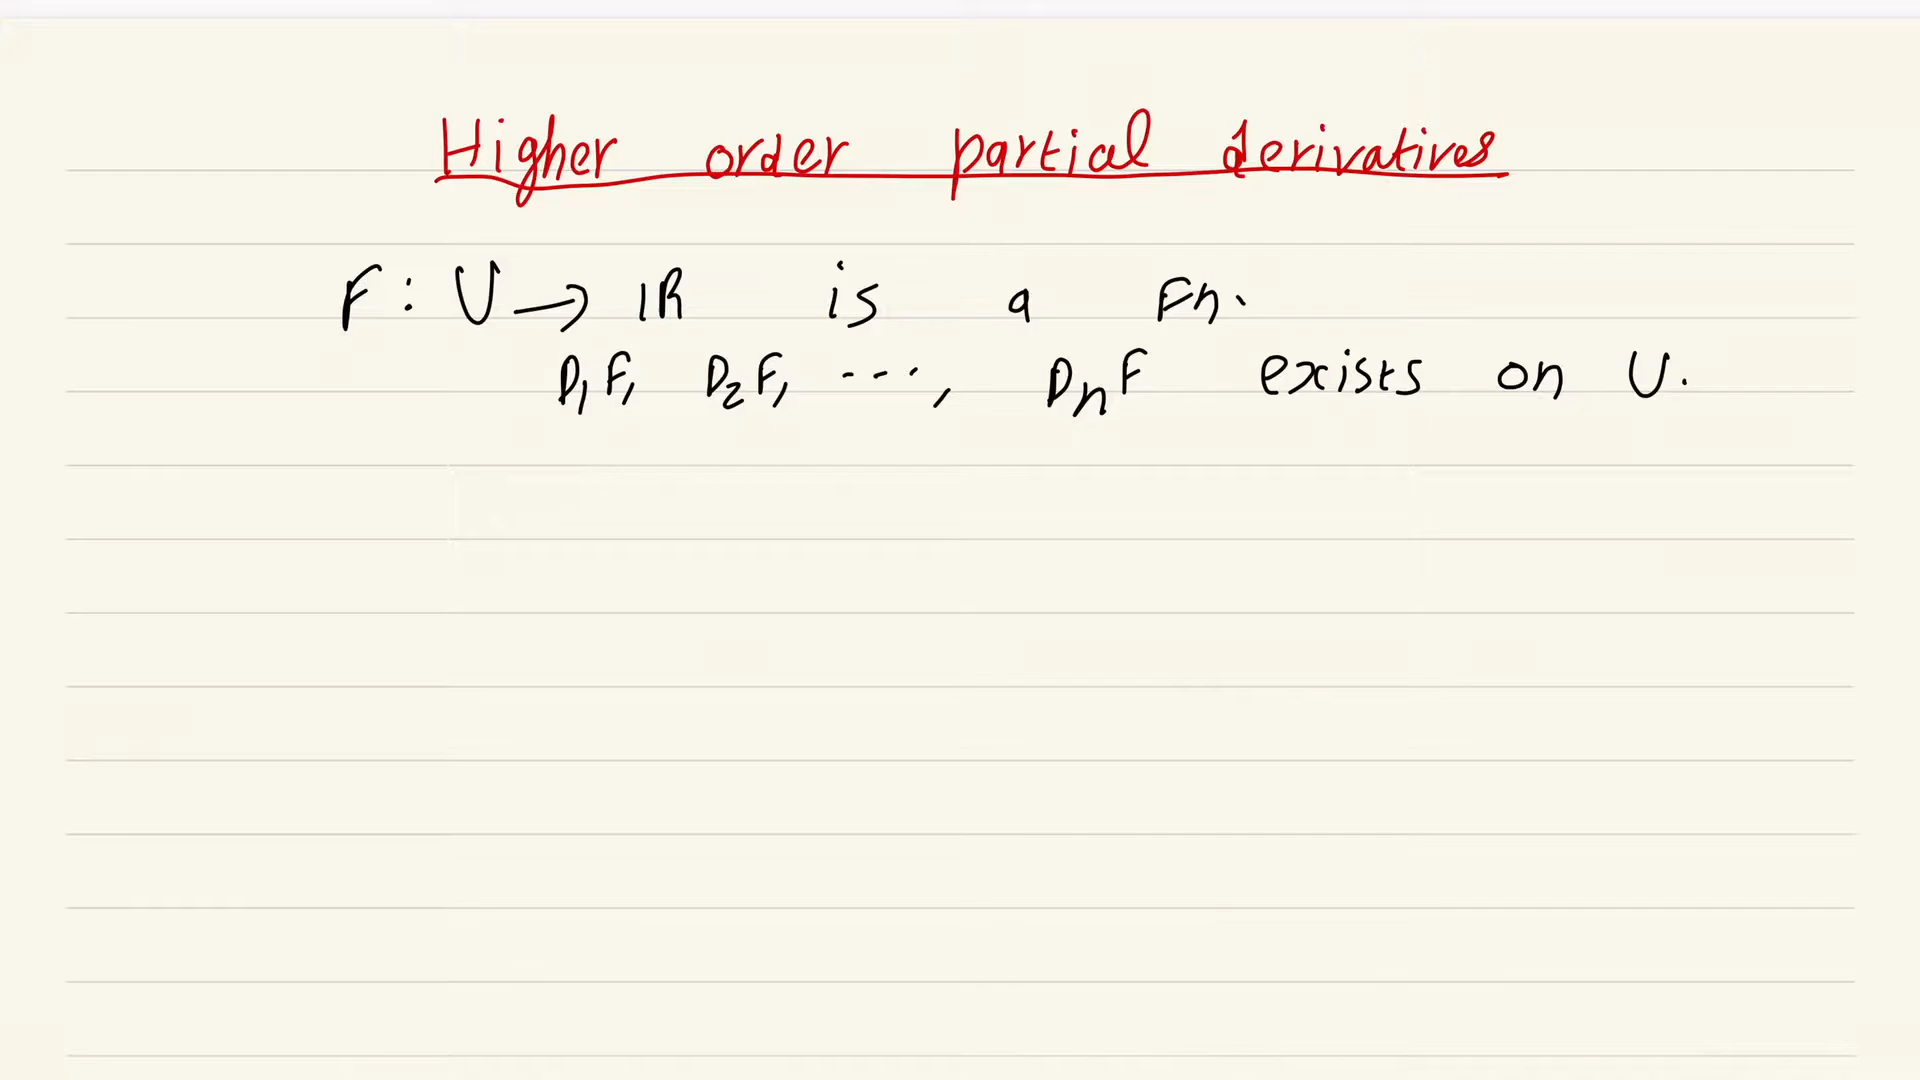 Higher order partial derivatives
F : U → ℝ is a Fn.
D₁F, D₂F, ---, DₙF exists on U.